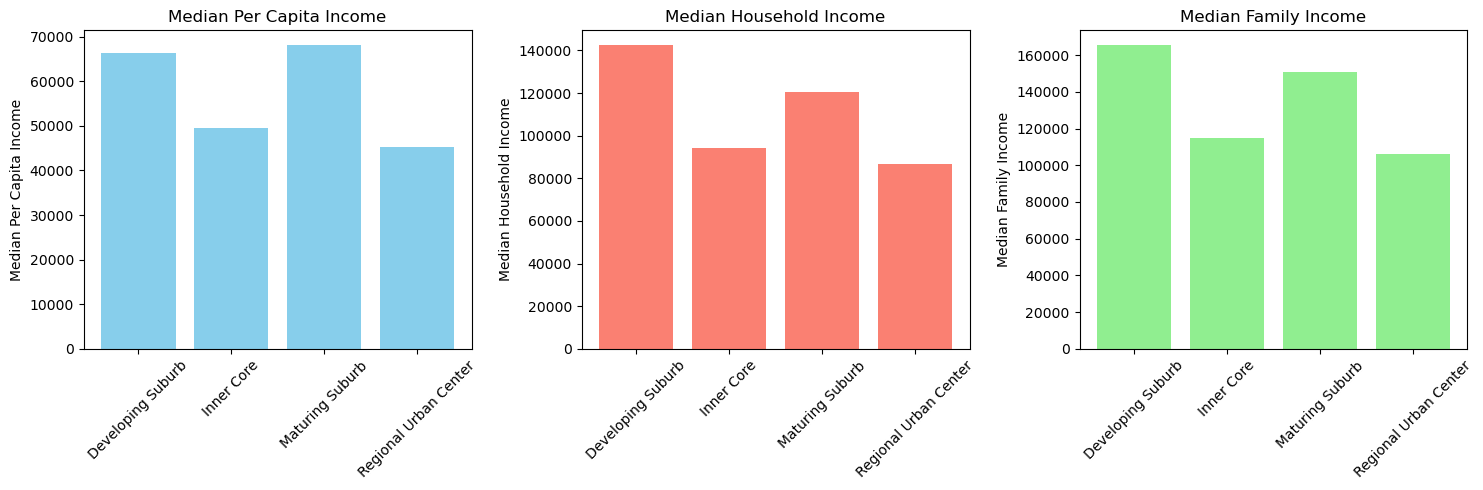 Median Per Capita Income
Median Per Capita Income
70000
60000
50000
40000
30000
20000
10000
0
Developing Suburb
Inner Core
Maturing Suburb
Regional Urban Center
Median Household Income
Median Household Income
140000
120000
100000
80000
60000
40000
20000
0
Developing Suburb
Inner Core
Maturing Suburb
Regional Urban Center
Median Family Income
Median Family Income
160000
140000
120000
100000
80000
60000
40000
20000
0
Developing Suburb
Inner Core
Maturing Suburb
Regional Urban Center